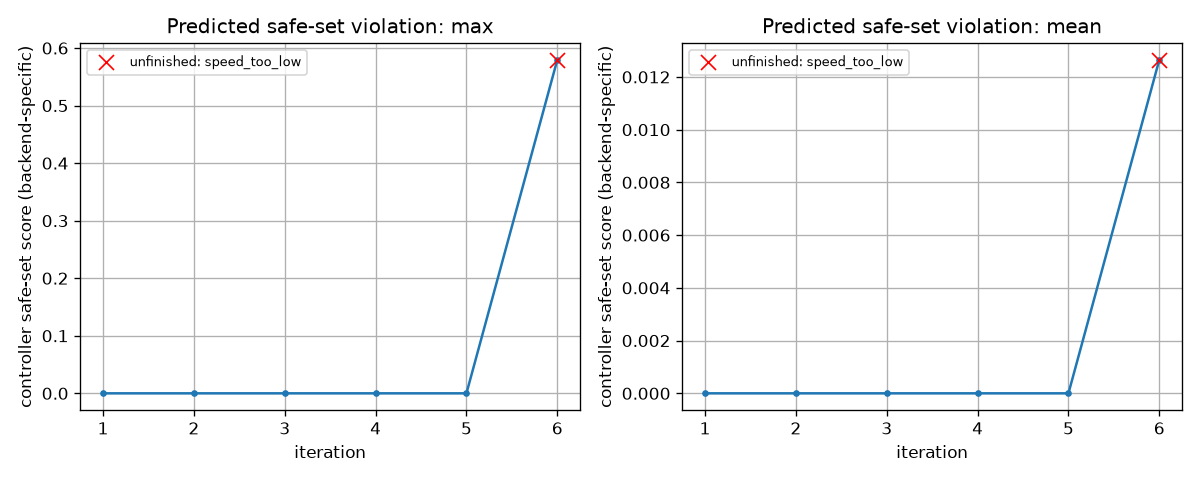 Predicted safe-set violation: max
controller safe-set score (backend-specific)
0.6
0.5
0.4
0.3
0.2
0.1
0.0
unfinished: speed_too_low
1 2 3 4 5 6
iteration
Predicted safe-set violation: mean
controller safe-set score (backend-specific)
0.012
0.010
0.008
0.006
0.004
0.002
0.000
unfinished: speed_too_low
1 2 3 4 5 6
iteration